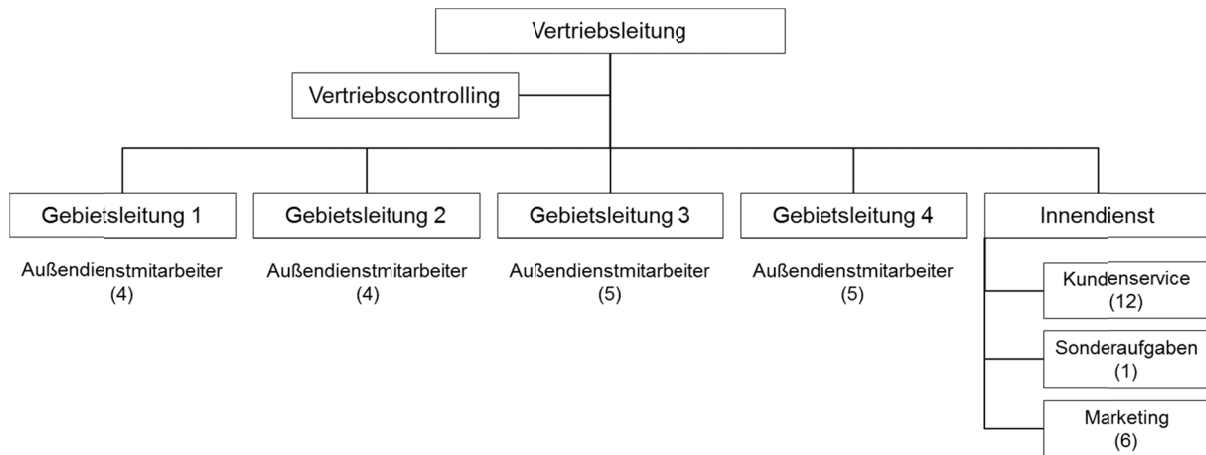 Vertriebsleitung
Vertriebscontrolling
Gebietsleitung 1
Gebietsleitung 2
Gebietsleitung 3
Gebietsleitung 4
Innendienst
Außendienstmitarbeiter
(4)
Außendienstmitarbeiter
(4)
Außendienstmitarbeiter
(5)
Außendienstmitarbeiter
(5)
Kundenservice
(12)
Sonderaufgaben
(1)
Marketing
(6)